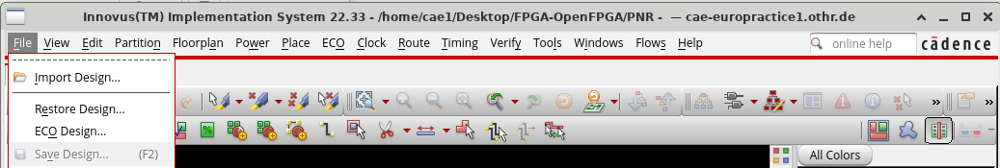 Innovus(TM) Implementation System 22.33 - /home/cae1/Desktop/FPGA-OpenFPGA/PNR -  — cae-europractice1.othr.de
File View Edit Partition Floorplan Power Place ECO Clock Route Timing Verify Tools Windows Flows Help online help cādence
Import Design...
Restore Design...
ECO Design...
Save Design... (F2)
All Colors